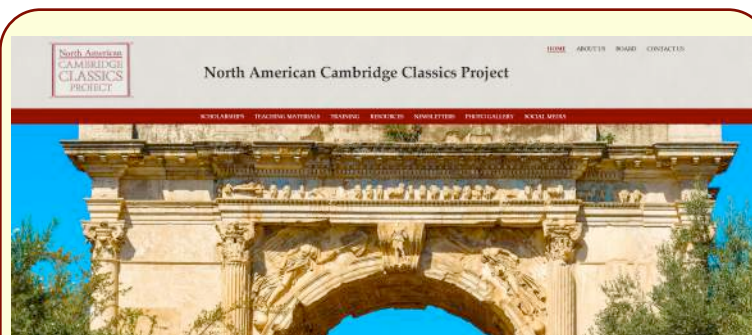 North American
CAMBRIDGE
CLASSICS
PROJECT
HOME ABOUT US BOARD CONTACT US
North American Cambridge Classics Project
SCHOLARSHIPS TEACHING MATERIALS TRAINING RESOURCES NEWSLETTERS PHOTO GALLERY SOCIAL MEDIA